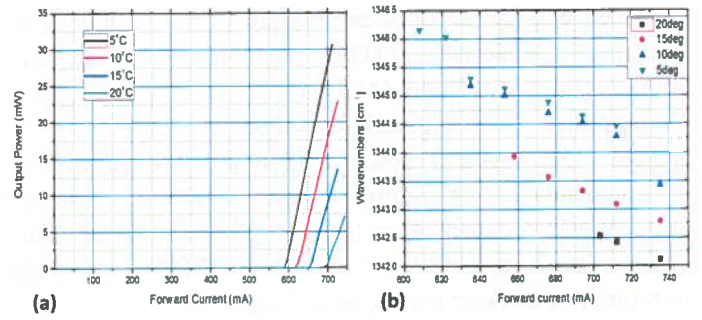 35
30
25
20
15
10
5
0
Output Power (mW)
5°C
10°C
15°C
20°C
100 200 300 400 500 600 700
Forward Current (mA)
(a)
1346.5
1346.0
1345.5
1345.0
1344.5
1344.0
1343.5
1343.0
1342.5
1342.0
Wavenumbers [cm⁻¹]
20deg
15deg
10deg
5deg
600 620 640 660 680 700 720 740
Forward current (mA)
(b)